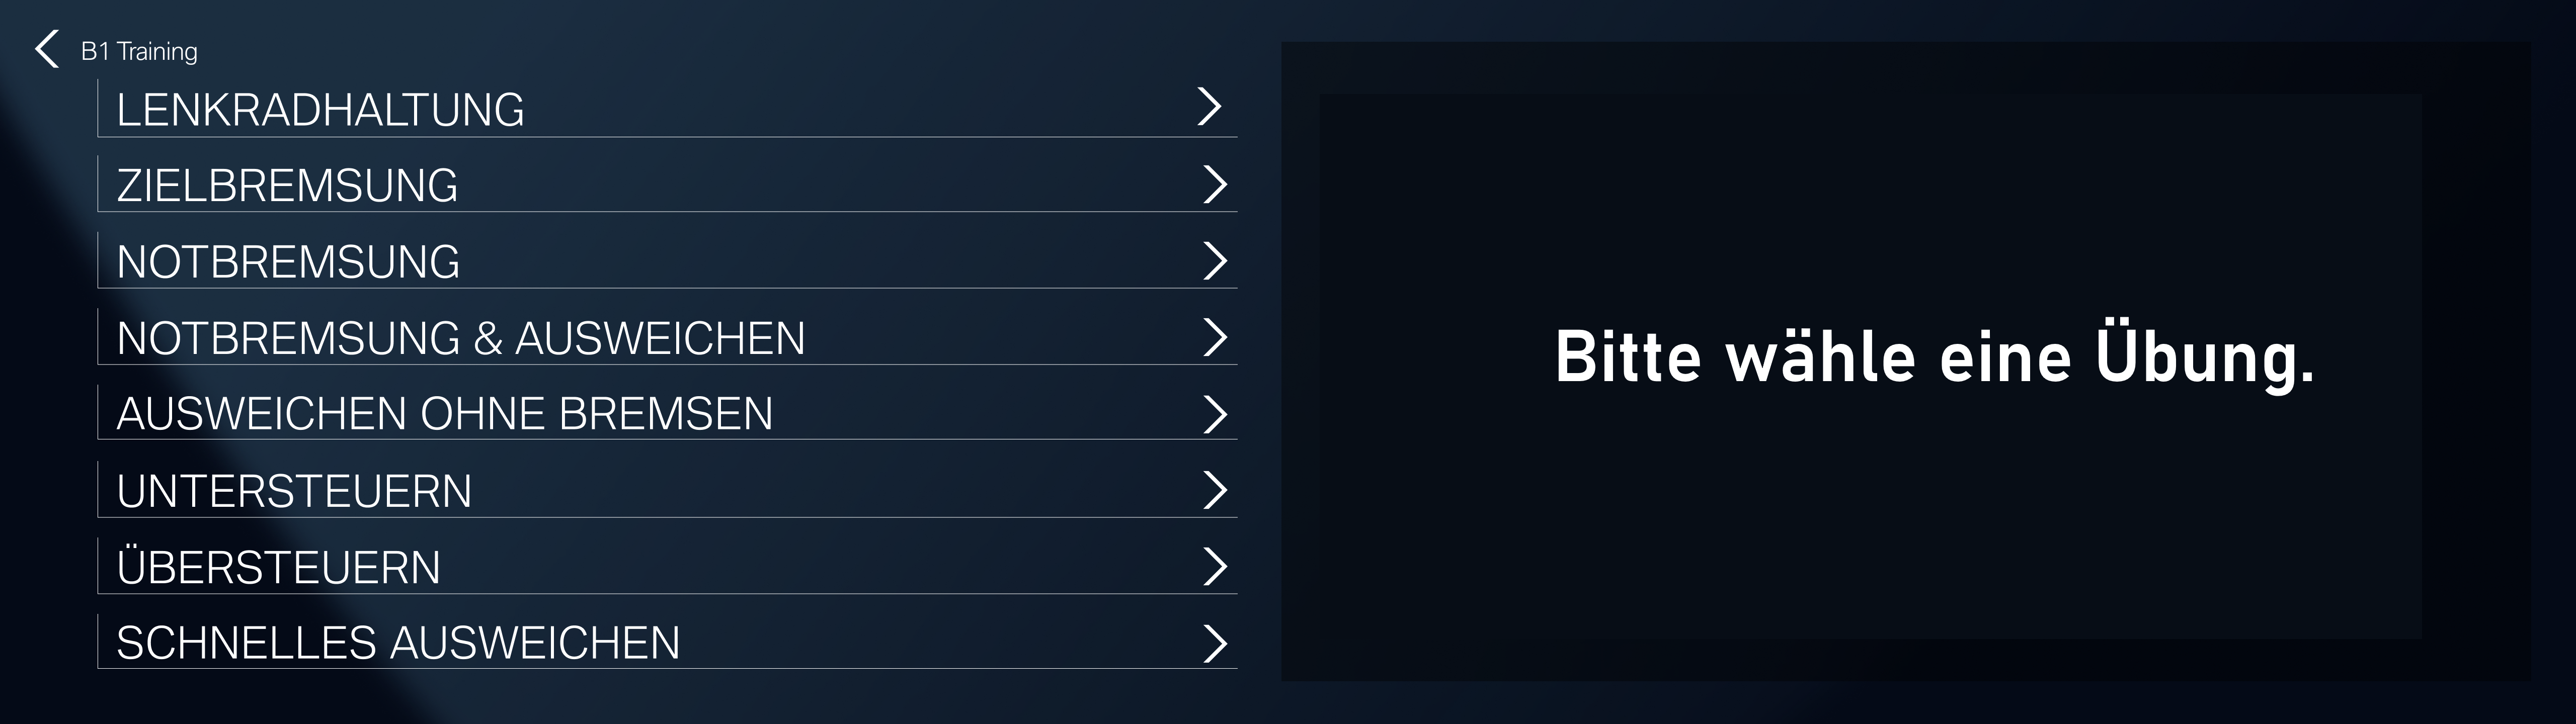 B1 Training
LENKRADHALTUNG
ZIELBREMSUNG
NOTBREMSUNG
NOTBREMSUNG & AUSWEICHEN
AUSWEICHEN OHNE BREMSEN
UNTERSTEUERN
ÜBERSTEUERN
SCHNELLES AUSWEICHEN
Bitte wähle eine Übung.